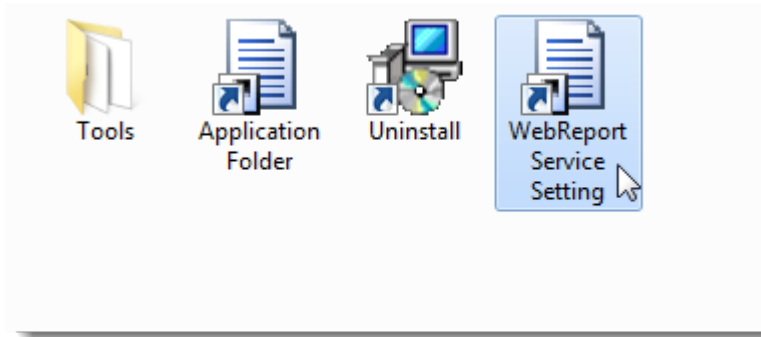 Tools
Application
Folder
Uninstall
WebReport
Service
Setting